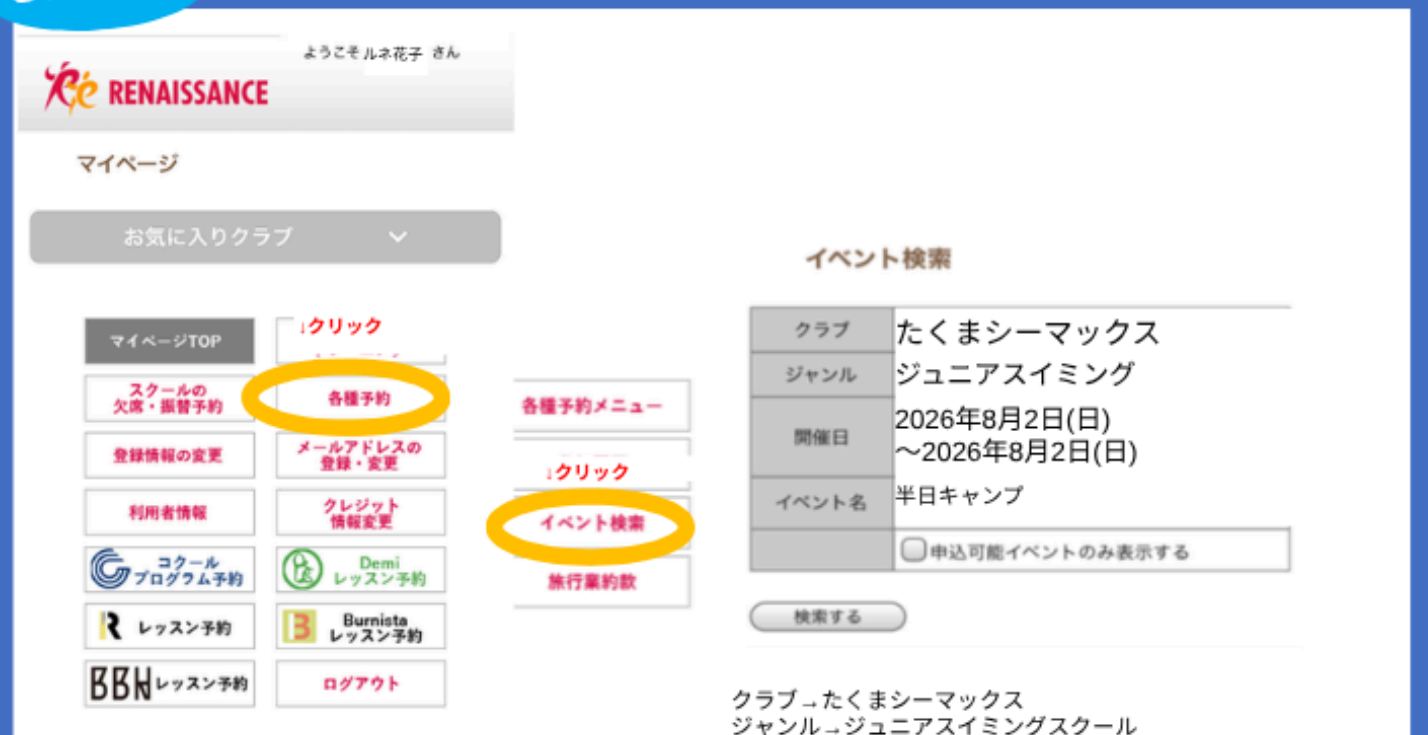 ようこそ ルネ花子 さん
RENAISSANCE
マイページ
お気に入りクラブ
マイページTOP
↓クリック
スクールの
欠席・振替予約
各種予約
登録情報の変更
メールアドレスの
登録・変更
利用者情報
クレジット
情報変更
コクール
プログラム予約
Demi
レッスン予約
R レッスン予約
B Burnista
レッスン予約
BBH レッスン予約
ログアウト
各種予約メニュー
↓クリック
イベント検索
旅行業約款
イベント検索
クラブ たくまシーマックス
ジャンル ジュニアスイミング
開催日 2026年8月2日(日)
～2026年8月2日(日)
イベント名 半日キャンプ
申込可能イベントのみ表示する
検索する
クラブ→たくまシーマックス
ジャンル→ジュニアスイミングスクール